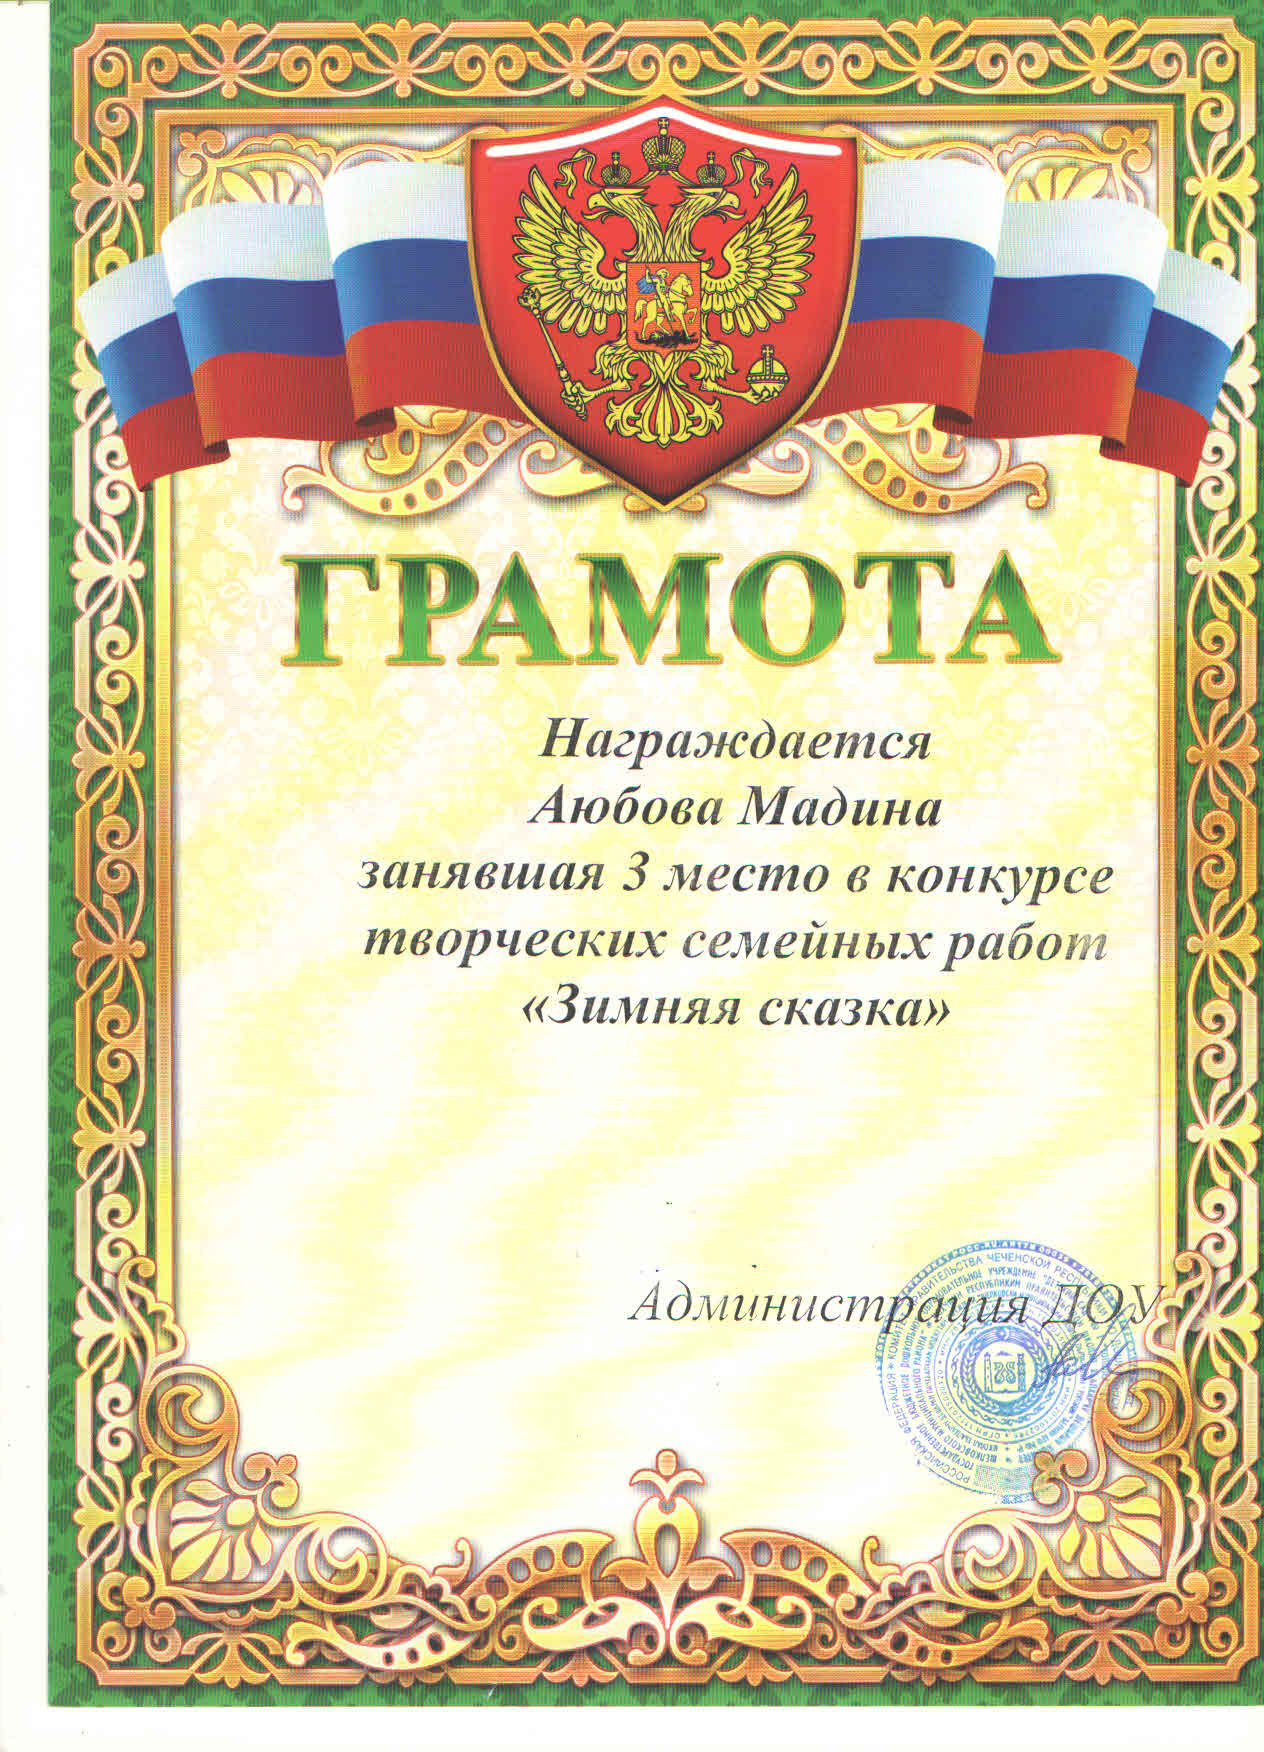 ГРАМОТА
Награждается
Аюбова Мадина
занявшая 3 место в конкурсе
творческих семейных работ
«Зимняя сказка»
Администрация ДОУ